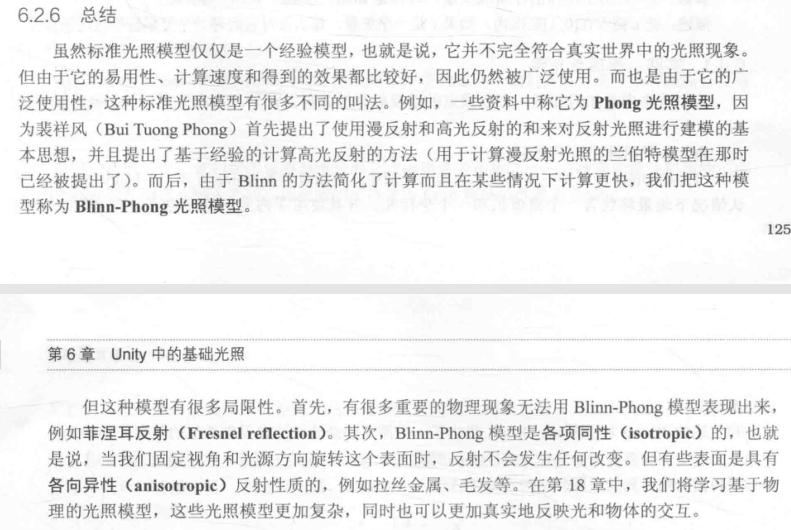 6.2.6 总结
虽然标准光照模型仅仅是一个经验模型，也就是说，它并不完全符合真实世界中的光照现象。
但由于它的易用性、计算速度和得到的效果都比较好，因此仍然被广泛使用。而也是由于它的广
泛使用性，这种标准光照模型有很多不同的叫法。例如，一些资料中称它为 Phong 光照模型，因
为裴祥风（Bui Tuong Phong）首先提出了使用漫反射和高光反射的和来对反射光照进行建模的基
本思想，并且提出了基于经验的计算高光反射的方法（用于计算漫反射光照的兰伯特模型在那时
已经被提出了）。而后，由于 Blinn 的方法简化了计算而且在某些情况下计算更快，我们把这种模
型称为 Blinn-Phong 光照模型。
125
第 6 章 Unity 中的基础光照
但这种模型有很多局限性。首先，有很多重要的物理现象无法用 Blinn-Phong 模型表现出来，
例如菲涅耳反射（Fresnel reflection）。其次，Blinn-Phong 模型是各项同性（isotropic）的，也就
是说，当我们固定视角和光源方向旋转这个表面时，反射不会发生任何改变。但有些表面是具有
各向异性（anisotropic）反射性质的，例如拉丝金属、毛发等。在第 18 章中，我们将学习基于物
理的光照模型，这些光照模型更加复杂，同时也可以更加真实地反映光和物体的交互。